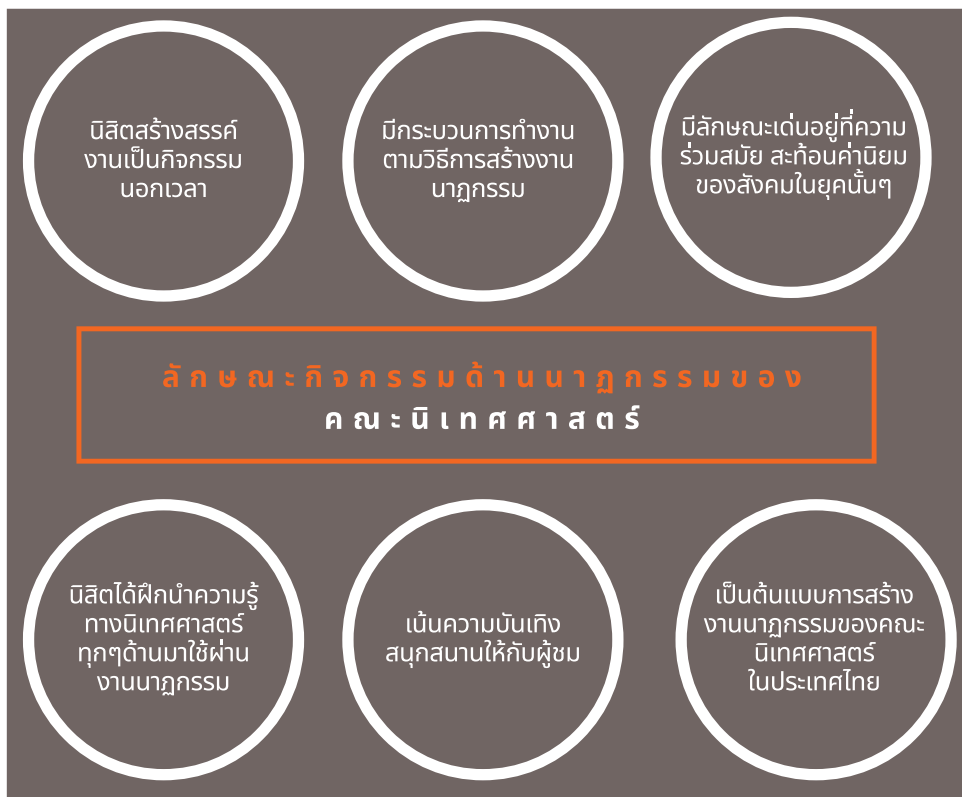 นิสิตสร้างสรรค์
งานเป็นกิจกรรม
นอกเวลา
มีกระบวนการทำงาน
ตามวิธีการสร้างงาน
นาฏกรรม
มีลักษณะเด่นอยู่ที่ความ
ร่วมสมัย สะท้อนค่านิยม
ของสังคมในยุคนั้นๆ
ลักษณะกิจกรรมด้านนาฏกรรมของ
คณะนิเทศศาสตร์
นิสิตได้ฝึกนำความรู้
ทางนิเทศศาสตร์
ทุกๆด้านมาใช้ผ่าน
งานนาฏกรรม
เน้นความบันเทิง
สนุกสนานให้กับผู้ชม
เป็นต้นแบบการสร้าง
งานนาฏกรรมของคณะ
นิเทศศาสตร์
ในประเทศไทย